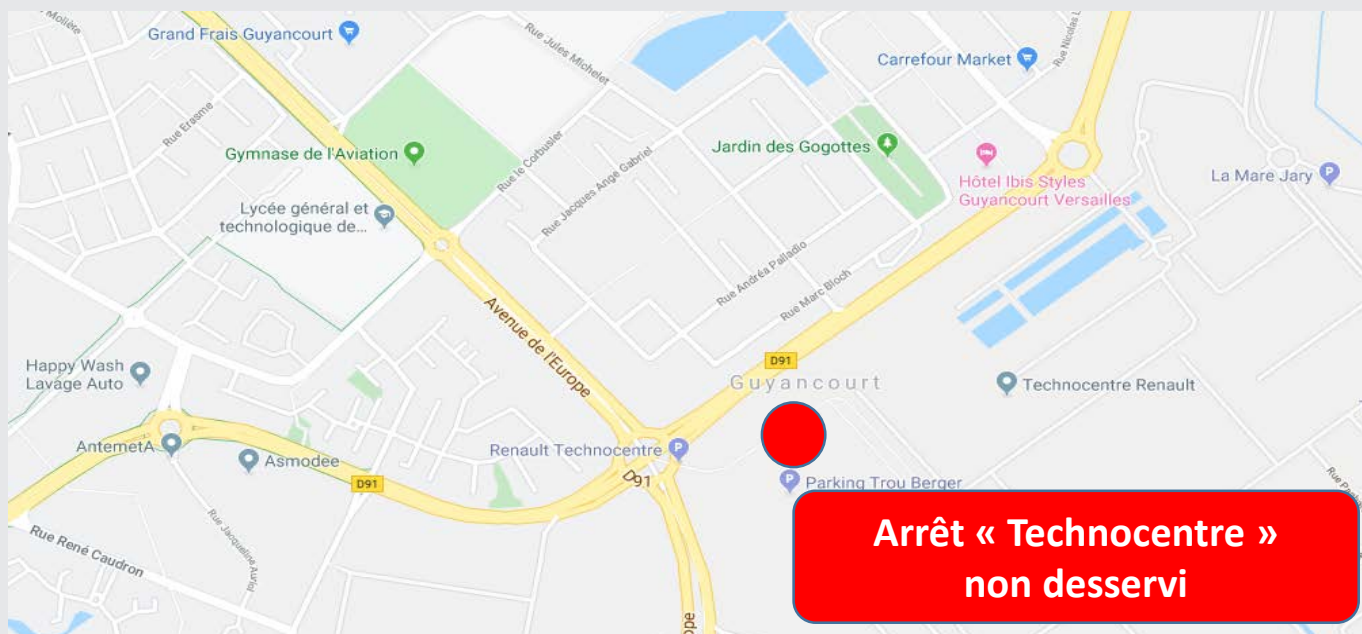 Molière
Grand Frais Guyancourt
Rue Jules Michelet
Carrefour Market
Rue Nicolas
Rue Erasme
Gymnase de l'Aviation
Rue le Corbusier
Rue Jacques Ange Gabriel
Jardin des Gogottes
Hôtel Ibis Styles
Guyancourt Versailles
La Mare Jary
P
Lycée général et
technologique de...
Rue Andréa Palladio
Rue Marc Bloch
Avenue de l'Europe
D91
Guyancourt
Happy Wash
Lavage Auto
Technocentre Renault
AntemetA
Asmodee
Renault Technocentre
P
D91
D91
P
Parking Trou Berger
Rue Jacqueline Auriol
Rue René Caudron
Arrêt « Technocentre »
non desservi